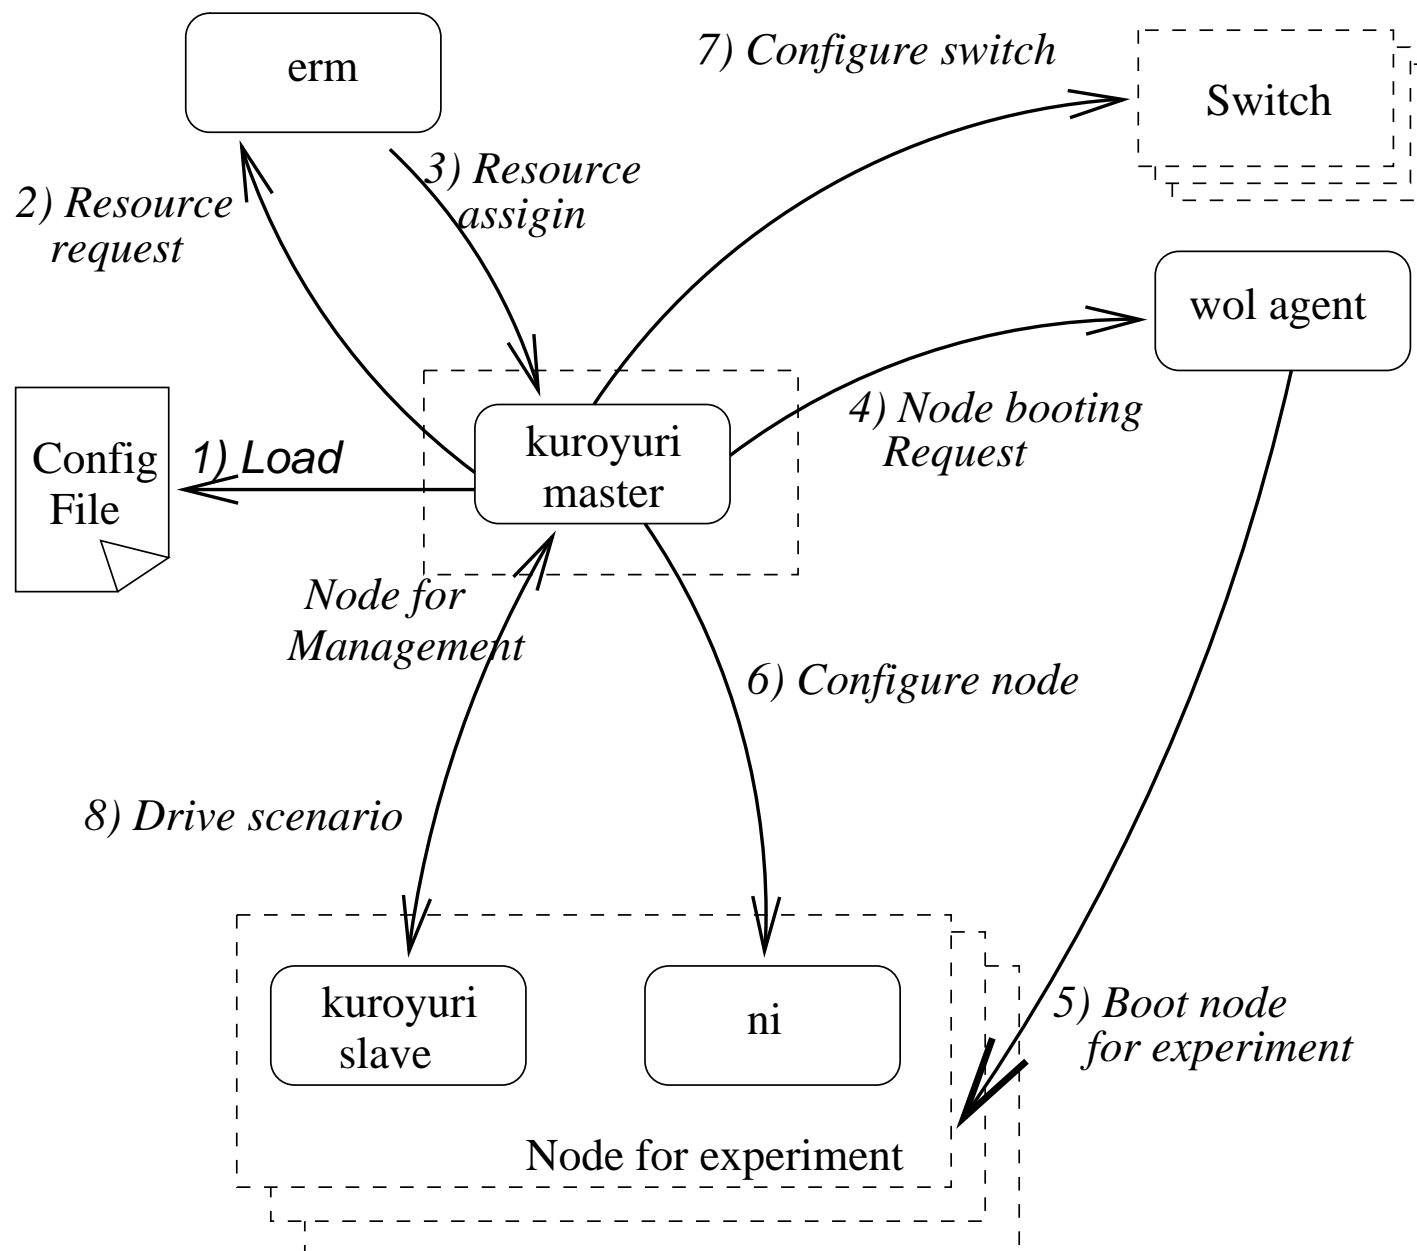 erm
7) Configure switch
Switch
3) Resource
assigin
2) Resource
request
wol agent
1) Load
Config
File
kuroyuri
master
4) Node booting
Request
Node for
Management
6) Configure node
8) Drive scenario
kuroyuri
slave
ni
5) Boot node
for experiment
Node for experiment